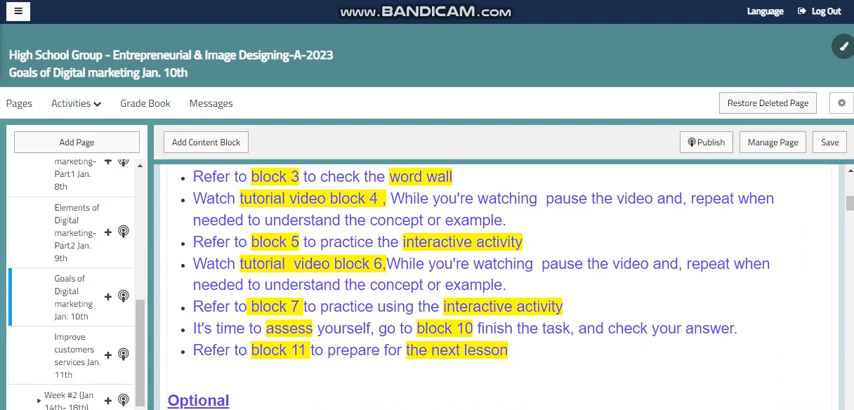 www.BANDICAM.com
Language
Log Out
High School Group - Entrepreneurial & Image Designing-A-2023
Goals of Digital marketing Jan. 10th
Pages
Activities
Grade Book
Messages
Restore Deleted Page
Add Page
Add Content Block
Publish
Manage Page
Save
marketing-
Part1 Jan.
8th
Elements of
Digital
marketing-
Part2 Jan.
9th
Goals of
Digital
marketing
Jan. 10th
Improve
customers
services Jan.
11th
Week #2 (Jan
14th- 18th)
Refer to block 3 to check the word wall
Watch tutorial video block 4 , While you're watching pause the video and, repeat when
needed to understand the concept or example.
Refer to block 5 to practice the interactive activity
Watch tutorial video block 6,While you're watching pause the video and, repeat when
needed to understand the concept or example.
Refer to block 7 to practice using the interactive activity
It's time to assess yourself, go to block 10 finish the task, and check your answer.
Refer to block 11 to prepare for the next lesson
Optional